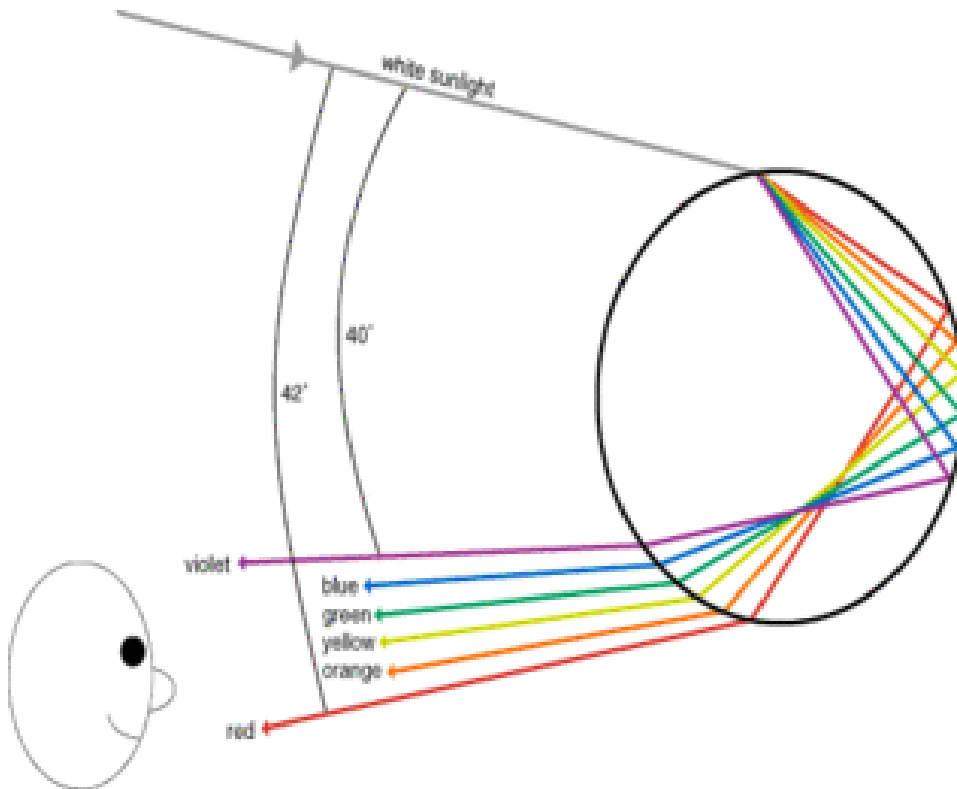 white sunlight
40°
42°
violet
blue
green
yellow
orange
red